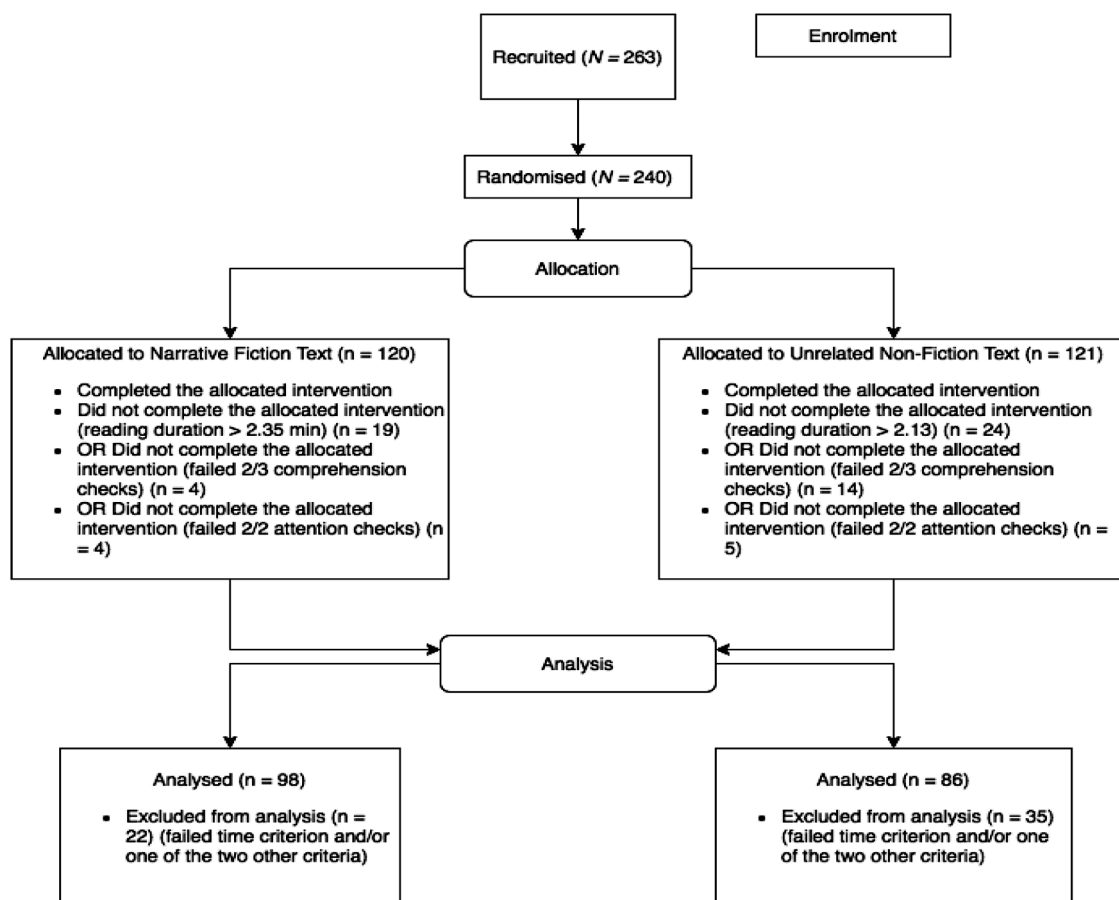 Recruited (N = 263)
Enrolment
Randomised (N = 240)
Allocation
Allocated to Narrative Fiction Text (n = 120)
▪ Completed the allocated intervention
▪ Did not complete the allocated intervention
(reading duration > 2.35 min) (n = 19)
▪ OR Did not complete the allocated
intervention (failed 2/3 comprehension
checks) (n = 4)
▪ OR Did not complete the allocated
intervention (failed 2/2 attention checks) (n
= 4)
Allocated to Unrelated Non-Fiction Text (n = 121)
▪ Completed the allocated intervention
▪ Did not complete the allocated intervention
(reading duration > 2.13) (n = 24)
▪ OR Did not complete the allocated
intervention (failed 2/3 comprehension
checks) (n = 14)
▪ OR Did not complete the allocated
intervention (failed 2/2 attention checks) (n =
5)
Analysis
Analysed (n = 98)
▪ Excluded from analysis (n =
22) (failed time criterion and/or
one of the two other criteria)
Analysed (n = 86)
▪ Excluded from analysis (n = 35)
(failed time criterion and/or one
of the two other criteria)